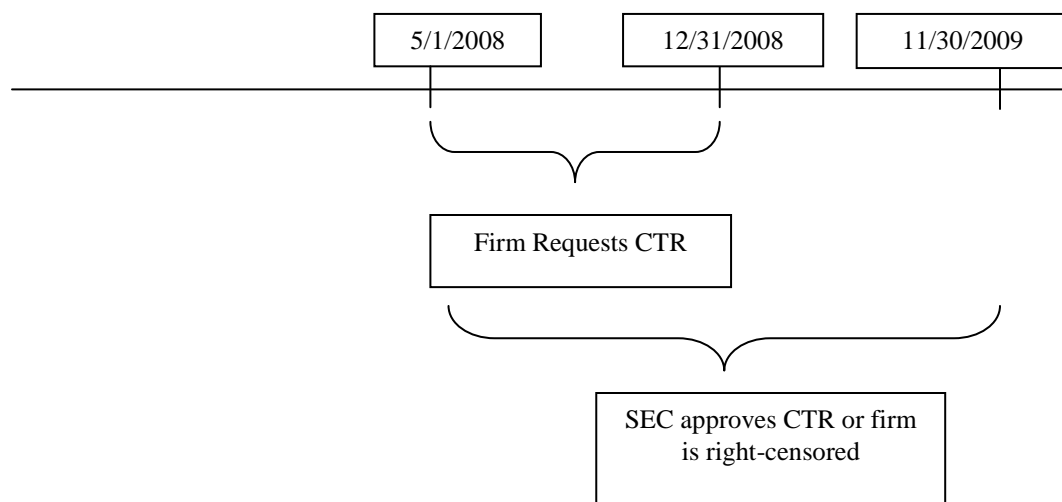 5/1/2008
12/31/2008
11/30/2009
Firm Requests CTR
SEC approves CTR or firm
is right-censored